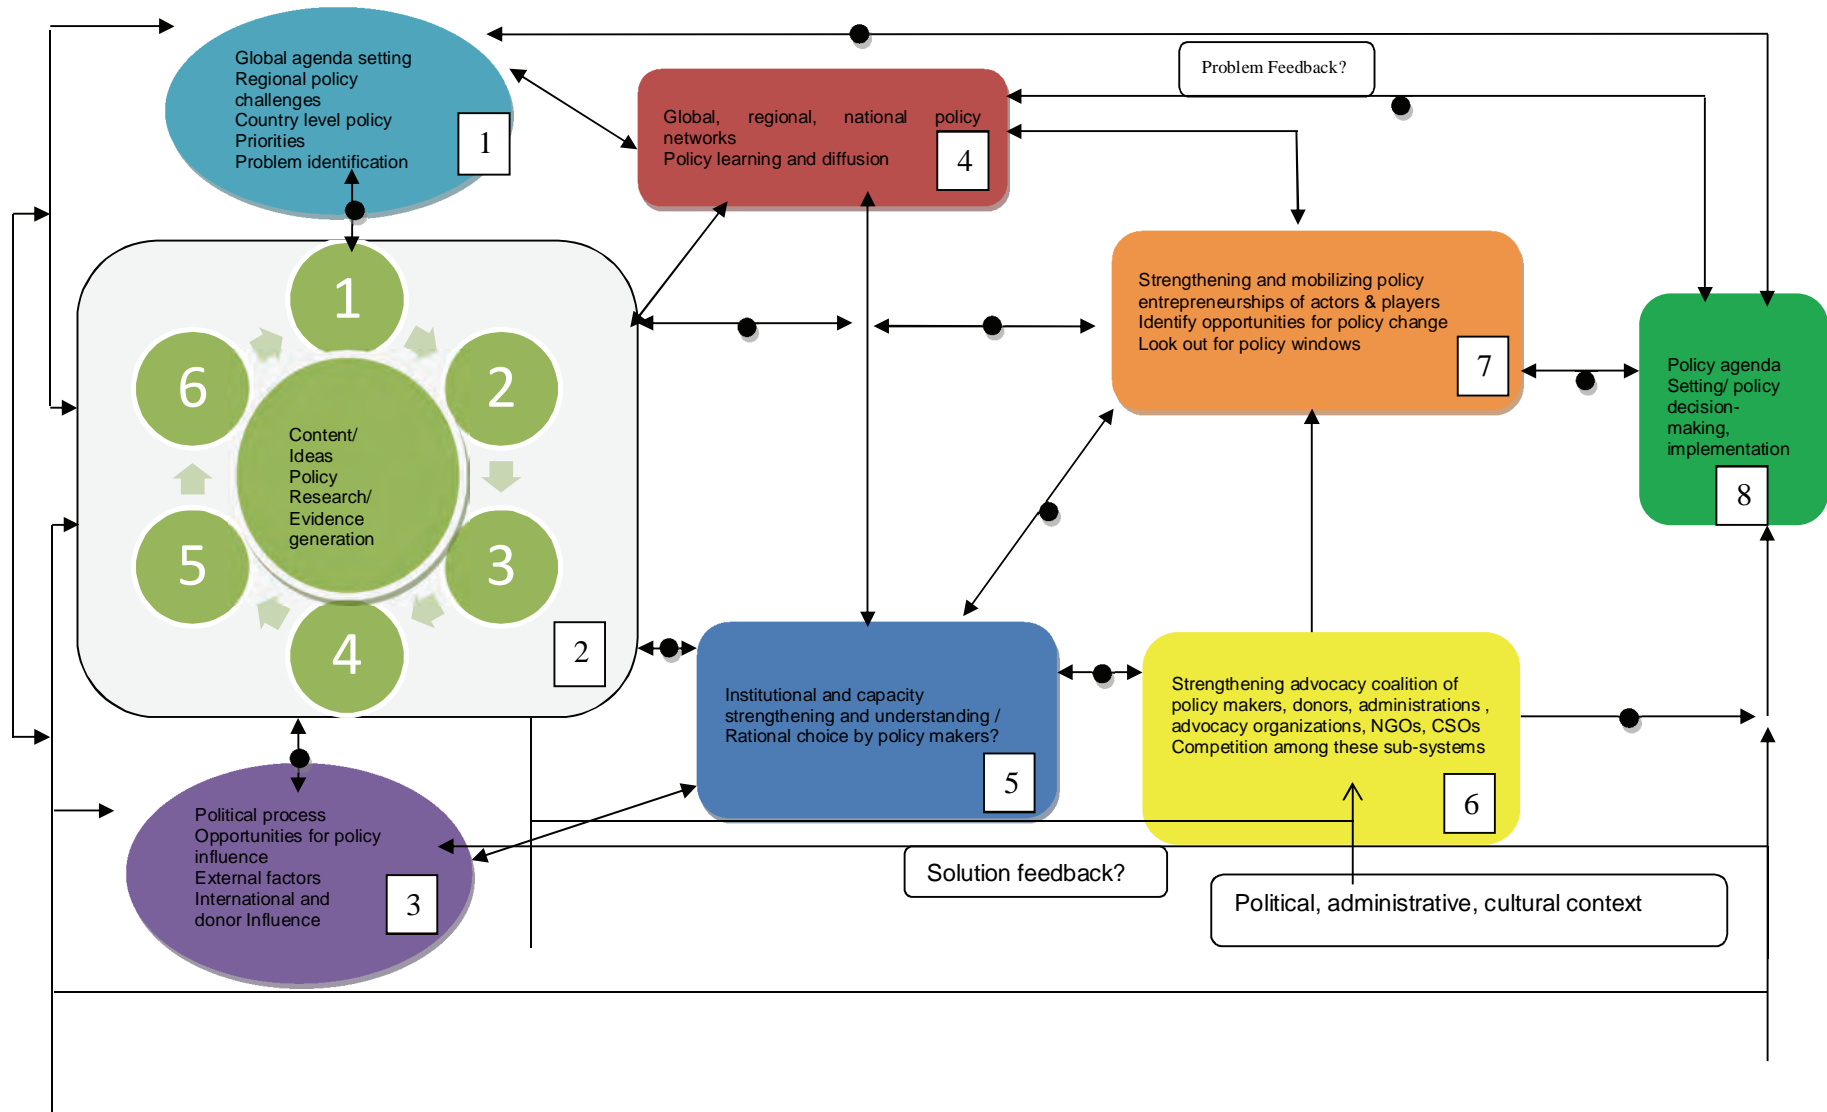 Global agenda setting
Regional policy
challenges
Country level policy
Priorities
Problem identification
1
Global, regional, national policy
networks
Policy learning and diffusion
4
Problem Feedback?
1
2
3
4
5
6
Content/
Ideas
Policy
Research/
Evidence
generation
2
Strengthening and mobilizing policy
entrepreneurships of actors & players
Identify opportunities for policy change
Look out for policy windows
7
Policy agenda
Setting/ policy
decision-
making,
implementation
8
Institutional and capacity
strengthening and understanding /
Rational choice by policy makers?
5
Strengthening advocacy coalition of
policy makers, donors, administrations ,
advocacy organizations, NGOs, CSOs
Competition among these sub-systems
6
Political process
Opportunities for policy
influence
External factors
International and
donor Influence
3
Solution feedback?
Political, administrative, cultural context